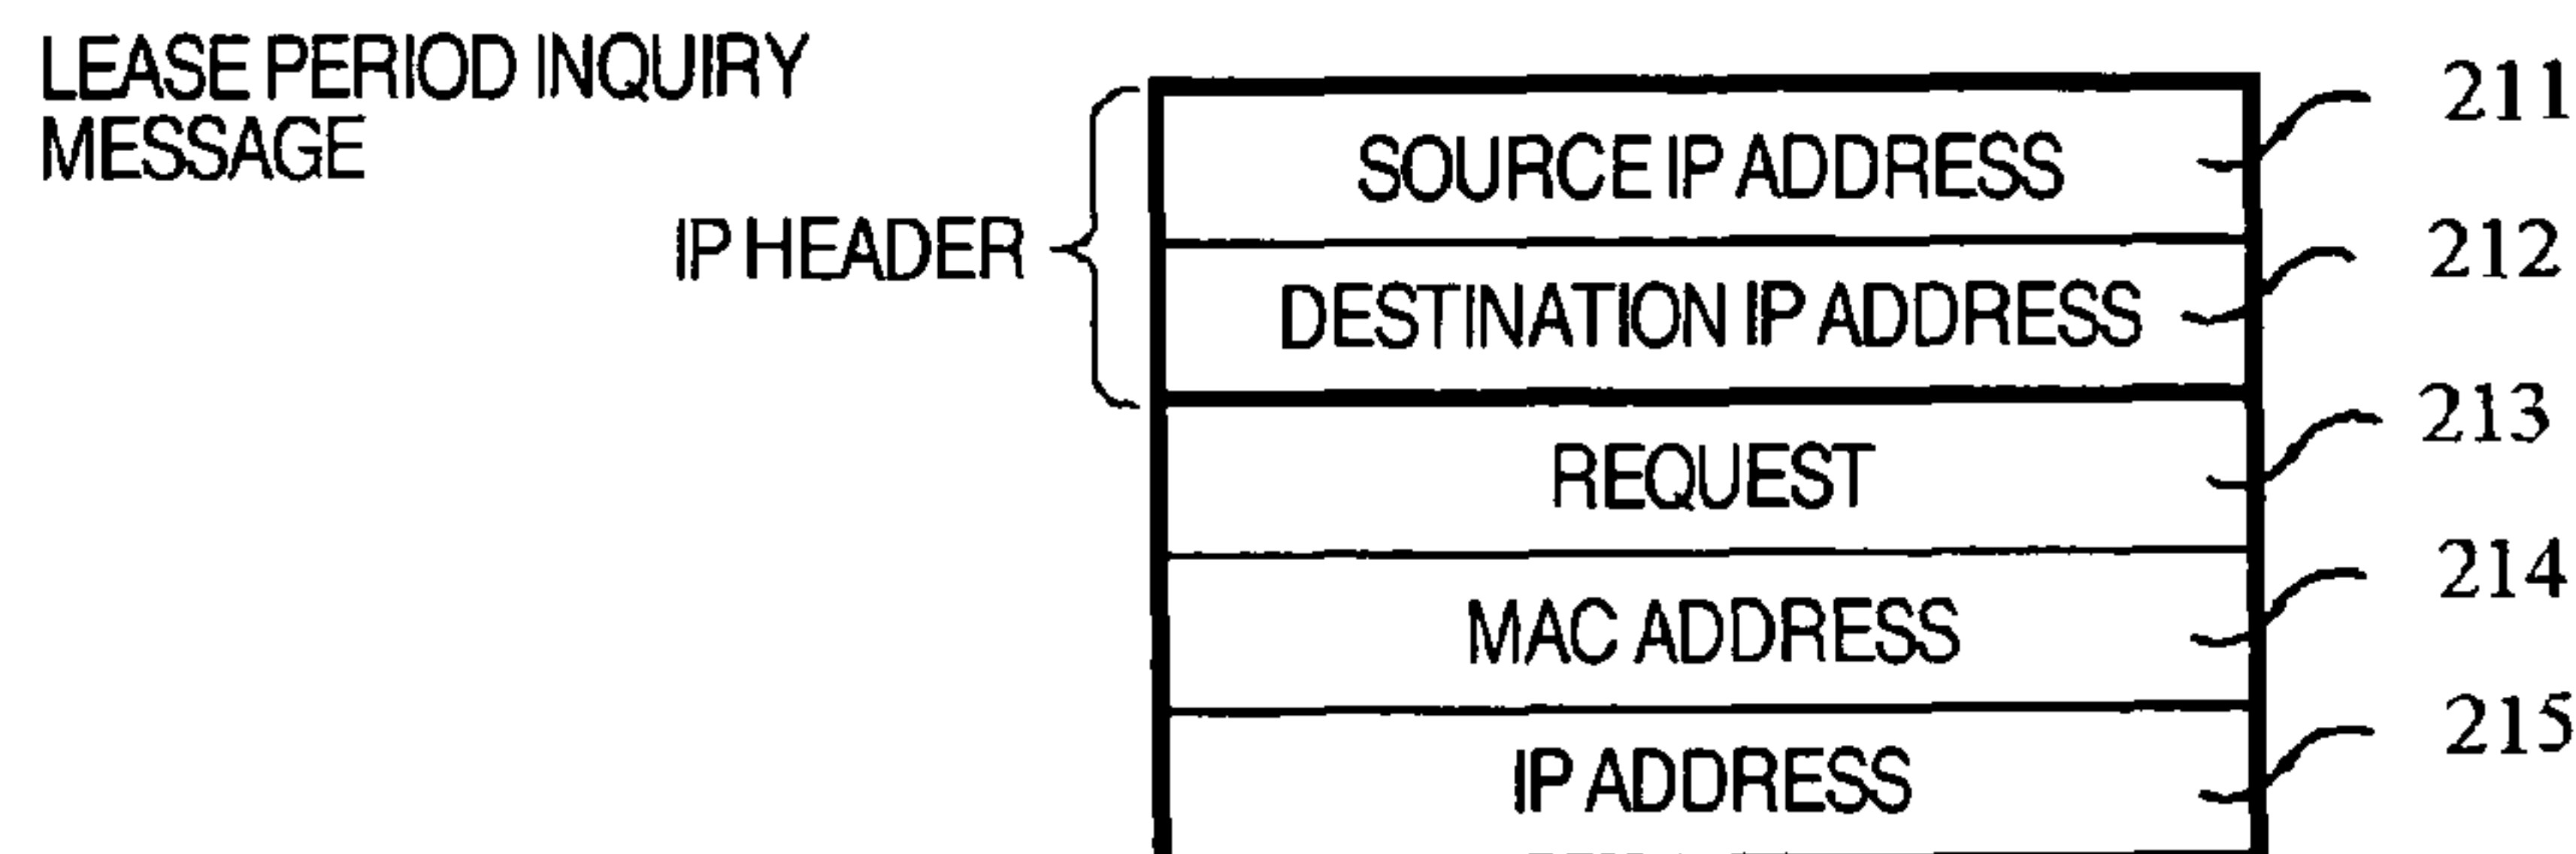 LEASE PERIOD INQUIRY
MESSAGE
IP HEADER
SOURCE IP ADDRESS
211
DESTINATION IP ADDRESS
212
REQUEST
213
MAC ADDRESS
214
IP ADDRESS
215